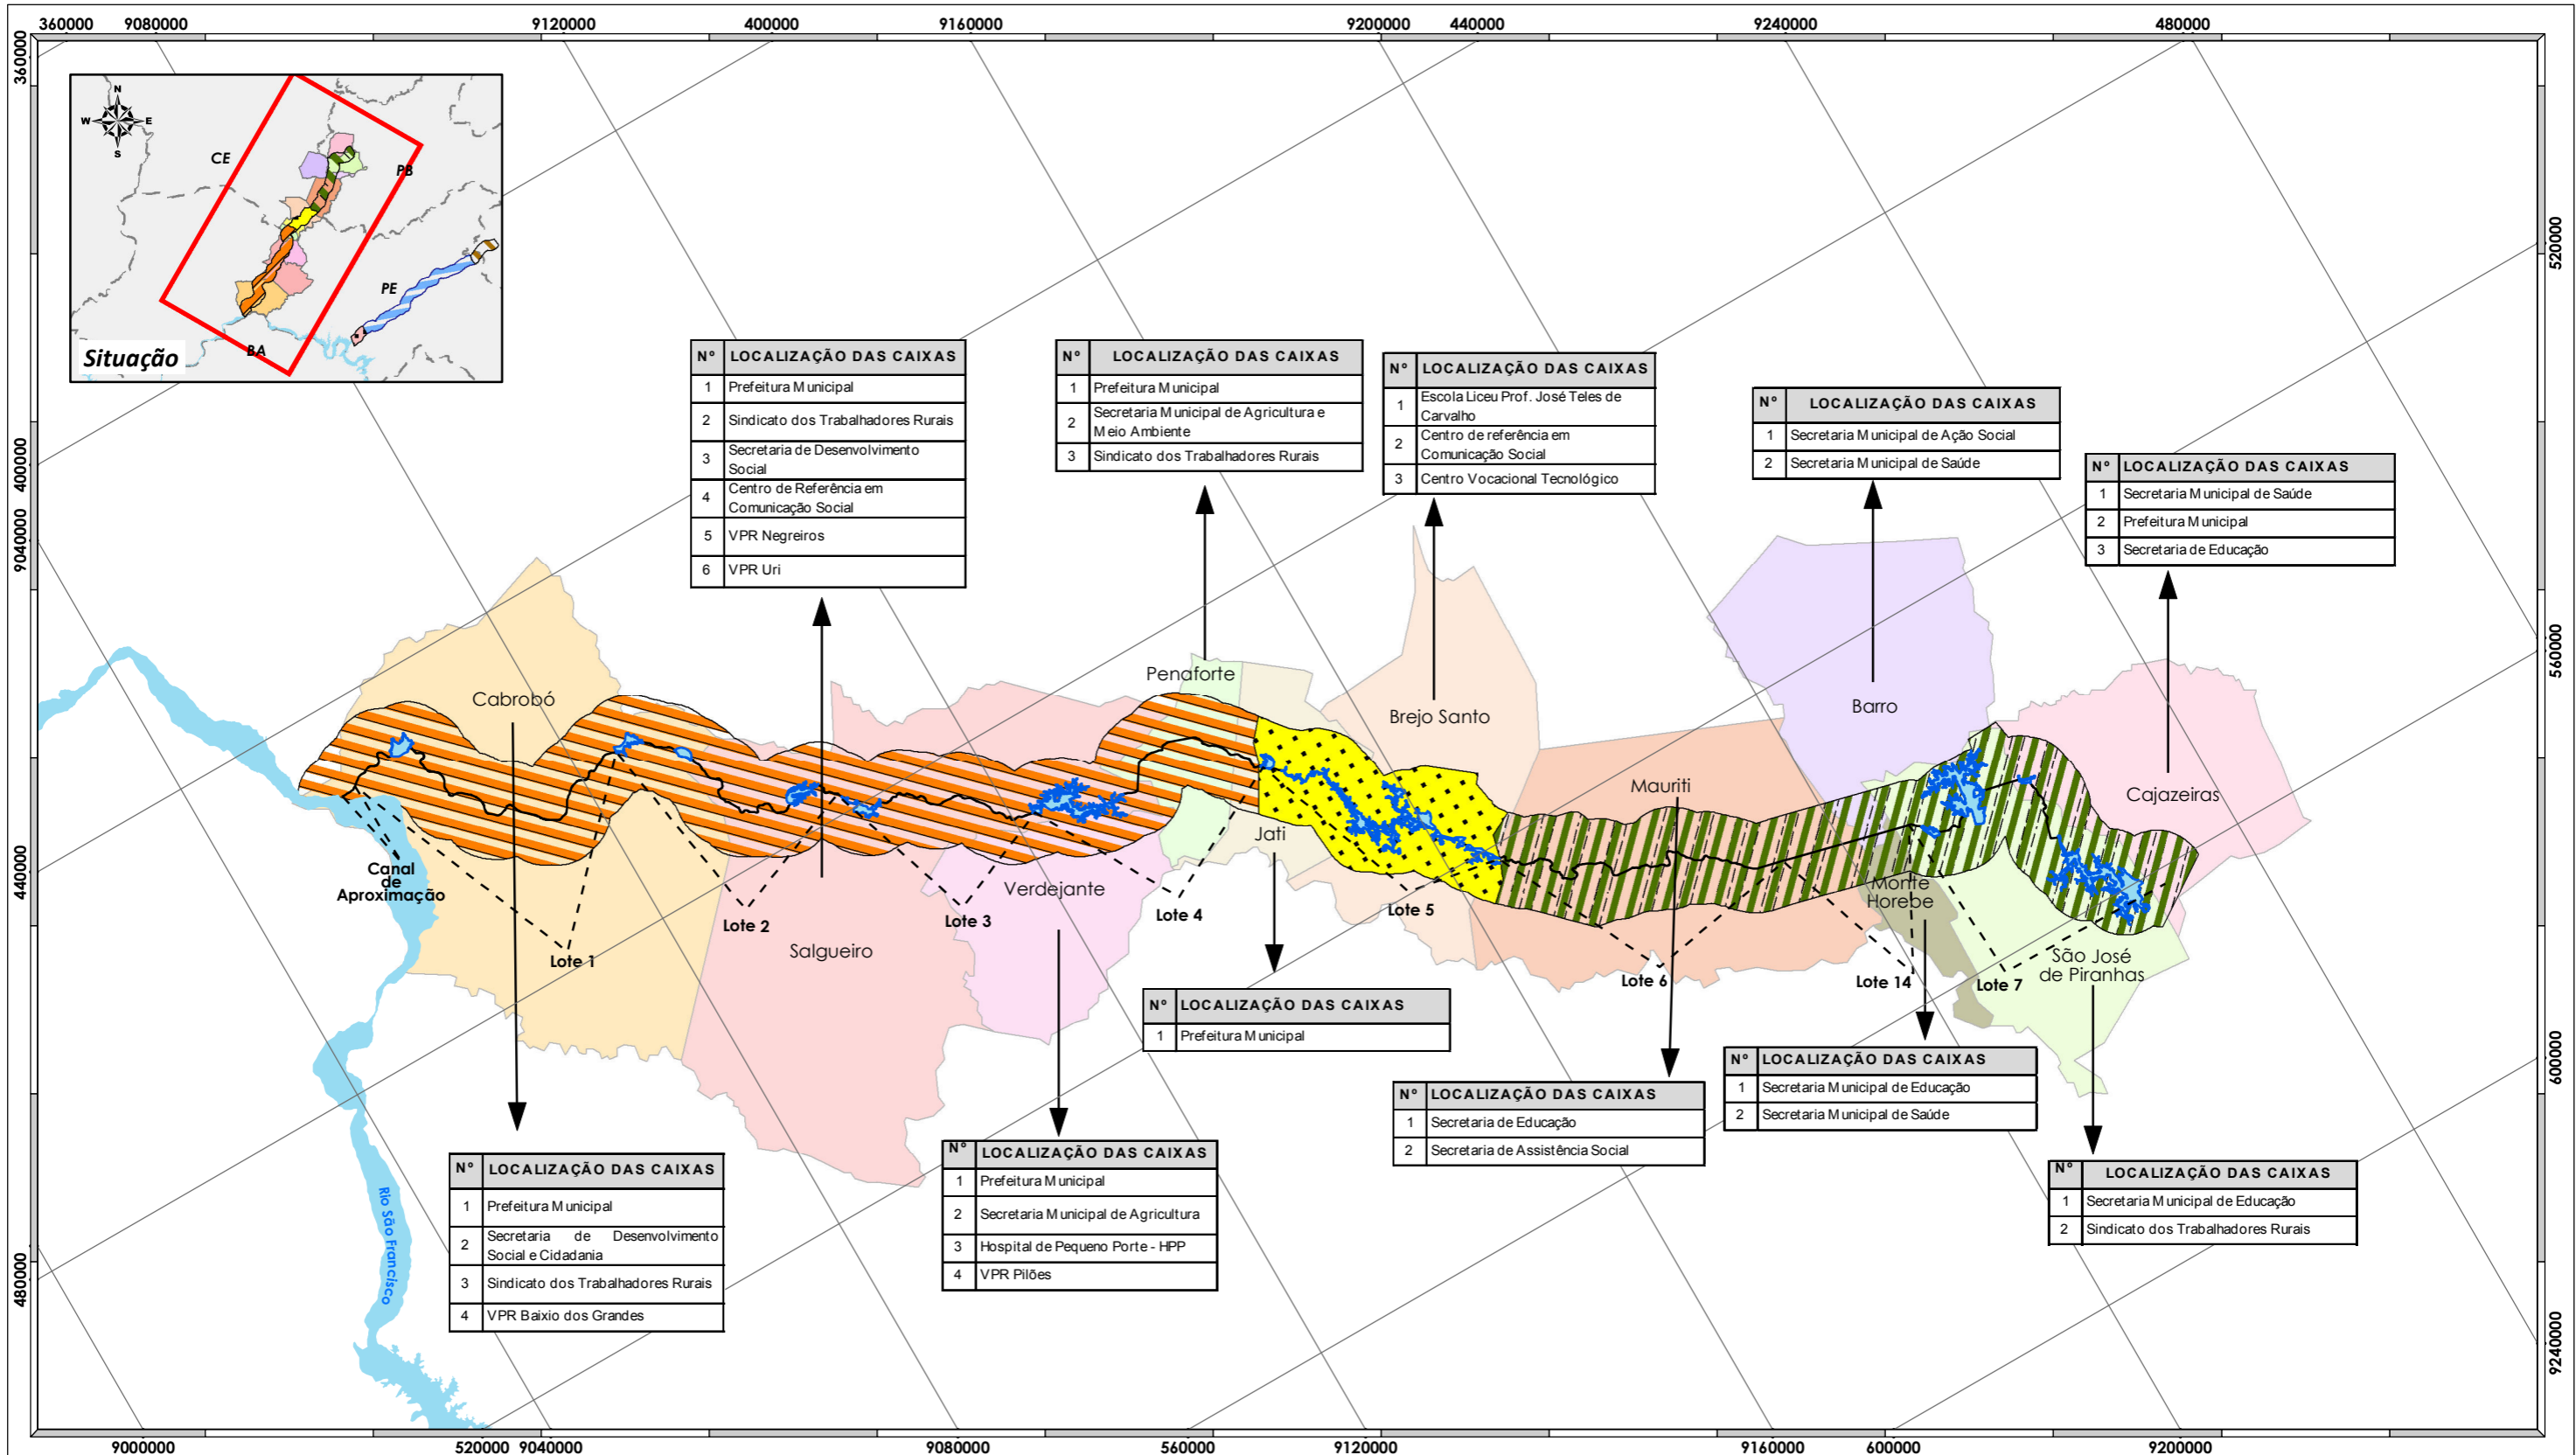 360000 9080000 9120000 400000 9160000 9200000 440000 9240000 480000
360000
400000
9040000
440000
480000
520000
560000
600000
9240000
N
W E
S
CE
PB
PE
BA
Situação
Nº LOCALIZAÇÃO DAS CAIXAS
1 Prefeitura Municipal
2 Sindicato dos Trabalhadores Rurais
3 Secretaria de Desenvolvimento
Social
4 Centro de Referência em
Comunicação Social
5 VPR Negreiros
6 VPR Uri
Nº LOCALIZAÇÃO DAS CAIXAS
1 Prefeitura Municipal
2 Secretaria Municipal de Agricultura e
Meio Ambiente
3 Sindicato dos Trabalhadores Rurais
Nº LOCALIZAÇÃO DAS CAIXAS
1 Escola Liceu Prof. José Teles de
Carvalho
2 Centro de referência em
Comunicação Social
3 Centro Vocacional Tecnológico
Nº LOCALIZAÇÃO DAS CAIXAS
1 Secretaria Municipal de Ação Social
2 Secretaria Municipal de Saúde
Nº LOCALIZAÇÃO DAS CAIXAS
1 Secretaria Municipal de Saúde
2 Prefeitura Municipal
3 Secretaria de Educação
Cabrobó
Penaforte
Brejo Santo
Barro
Mauriti
Cajazeiras
Jati
Verdejante
Salgueiro
Monte
Horebe
São José
de Piranhas
Canal
de
Aproximação
Lote 1
Lote 2
Lote 3
Lote 4
Lote 5
Lote 6
Lote 14
Lote 7
Rio São Francisco
Nº LOCALIZAÇÃO DAS CAIXAS
1 Prefeitura Municipal
Nº LOCALIZAÇÃO DAS CAIXAS
1 Secretaria Municipal de Educação
2 Secretaria Municipal de Saúde
Nº LOCALIZAÇÃO DAS CAIXAS
1 Secretaria de Educação
2 Secretaria de Assistência Social
Nº LOCALIZAÇÃO DAS CAIXAS
1 Prefeitura Municipal
2 Secretaria de Desenvolvimento
Social e Cidadania
3 Sindicato dos Trabalhadores Rurais
4 VPR Baixio dos Grandes
Nº LOCALIZAÇÃO DAS CAIXAS
1 Prefeitura Municipal
2 Secretaria Municipal de Agricultura
3 Hospital de Pequeno Porte - HPP
4 VPR Pilões
Nº LOCALIZAÇÃO DAS CAIXAS
1 Secretaria Municipal de Educação
2 Sindicato dos Trabalhadores Rurais
9000000 520000 9040000 9080000 560000 9120000 9160000 6000000 9200000